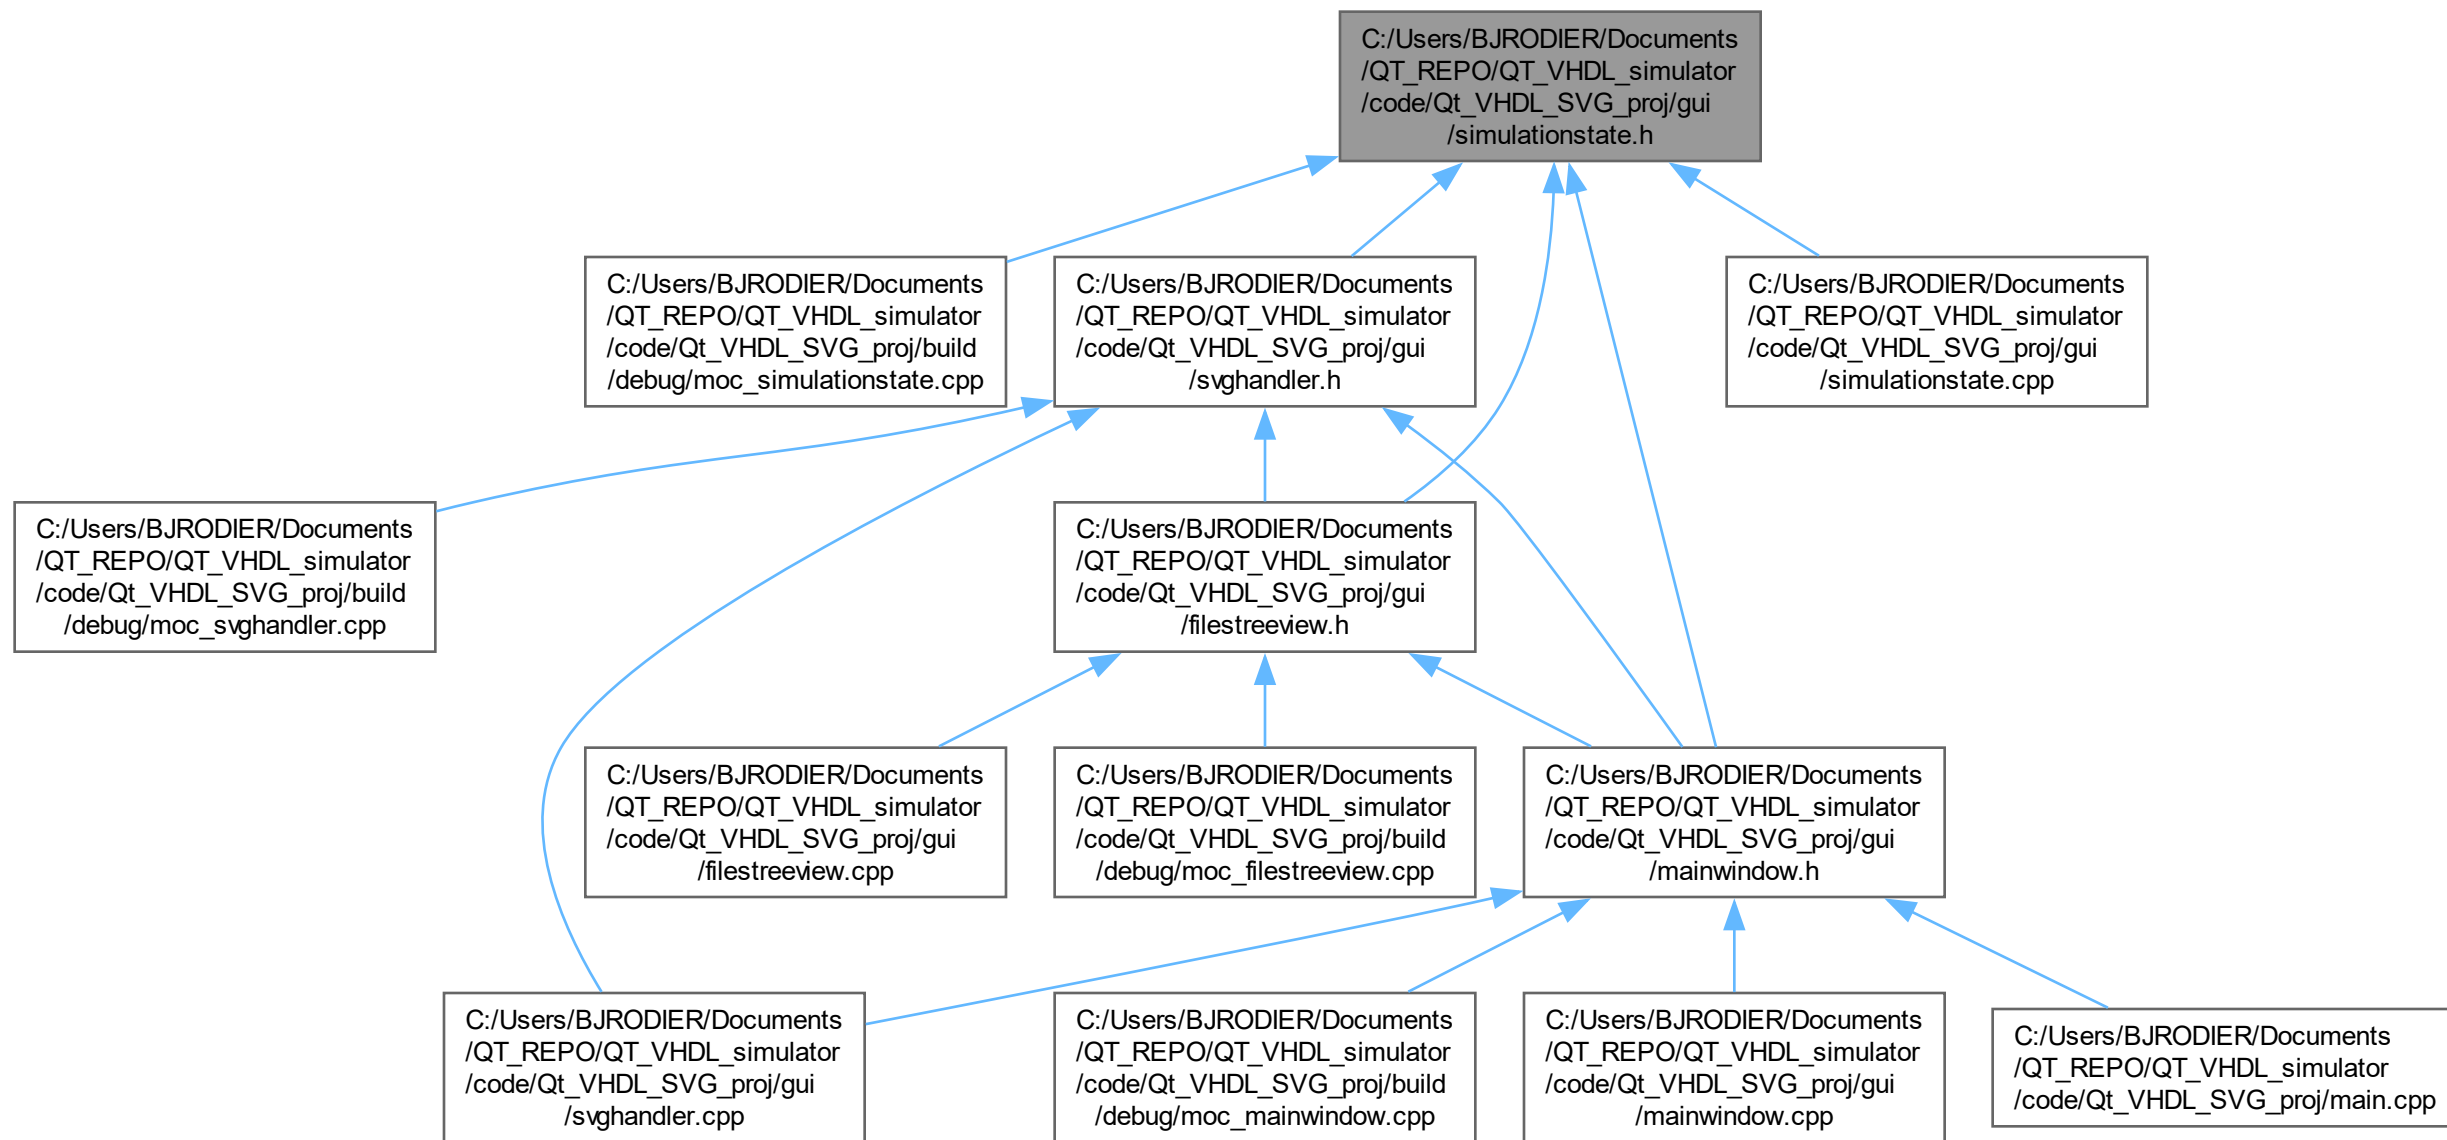 C:/Users/BJRODIER/Documents
/QT_REPO/QT_VHDL_simulator
/code/Qt_VHDL_SVG_proj/gui
/simulationstate.h
C:/Users/BJRODIER/Documents
/QT_REPO/QT_VHDL_simulator
/code/Qt_VHDL_SVG_proj/build
/debug/moc_simulationstate.cpp
C:/Users/BJRODIER/Documents
/QT_REPO/QT_VHDL_simulator
/code/Qt_VHDL_SVG_proj/gui
/svghandler.h
C:/Users/BJRODIER/Documents
/QT_REPO/QT_VHDL_simulator
/code/Qt_VHDL_SVG_proj/gui
/simulationstate.cpp
C:/Users/BJRODIER/Documents
/QT_REPO/QT_VHDL_simulator
/code/Qt_VHDL_SVG_proj/build
/debug/moc_svghandler.cpp
C:/Users/BJRODIER/Documents
/QT_REPO/QT_VHDL_simulator
/code/Qt_VHDL_SVG_proj/gui
/filestreeview.h
C:/Users/BJRODIER/Documents
/QT_REPO/QT_VHDL_simulator
/code/Qt_VHDL_SVG_proj/gui
/filestreeview.cpp
C:/Users/BJRODIER/Documents
/QT_REPO/QT_VHDL_simulator
/code/Qt_VHDL_SVG_proj/build
/debug/moc_filestreeview.cpp
C:/Users/BJRODIER/Documents
/QT_REPO/QT_VHDL_simulator
/code/Qt_VHDL_SVG_proj/gui
/mainwindow.h
C:/Users/BJRODIER/Documents
/QT_REPO/QT_VHDL_simulator
/code/Qt_VHDL_SVG_proj/gui
/svghandler.cpp
C:/Users/BJRODIER/Documents
/QT_REPO/QT_VHDL_simulator
/code/Qt_VHDL_SVG_proj/build
/debug/moc_mainwindow.cpp
C:/Users/BJRODIER/Documents
/QT_REPO/QT_VHDL_simulator
/code/Qt_VHDL_SVG_proj/gui
/mainwindow.cpp
C:/Users/BJRODIER/Documents
/QT_REPO/QT_VHDL_simulator
/code/Qt_VHDL_SVG_proj/main.cpp